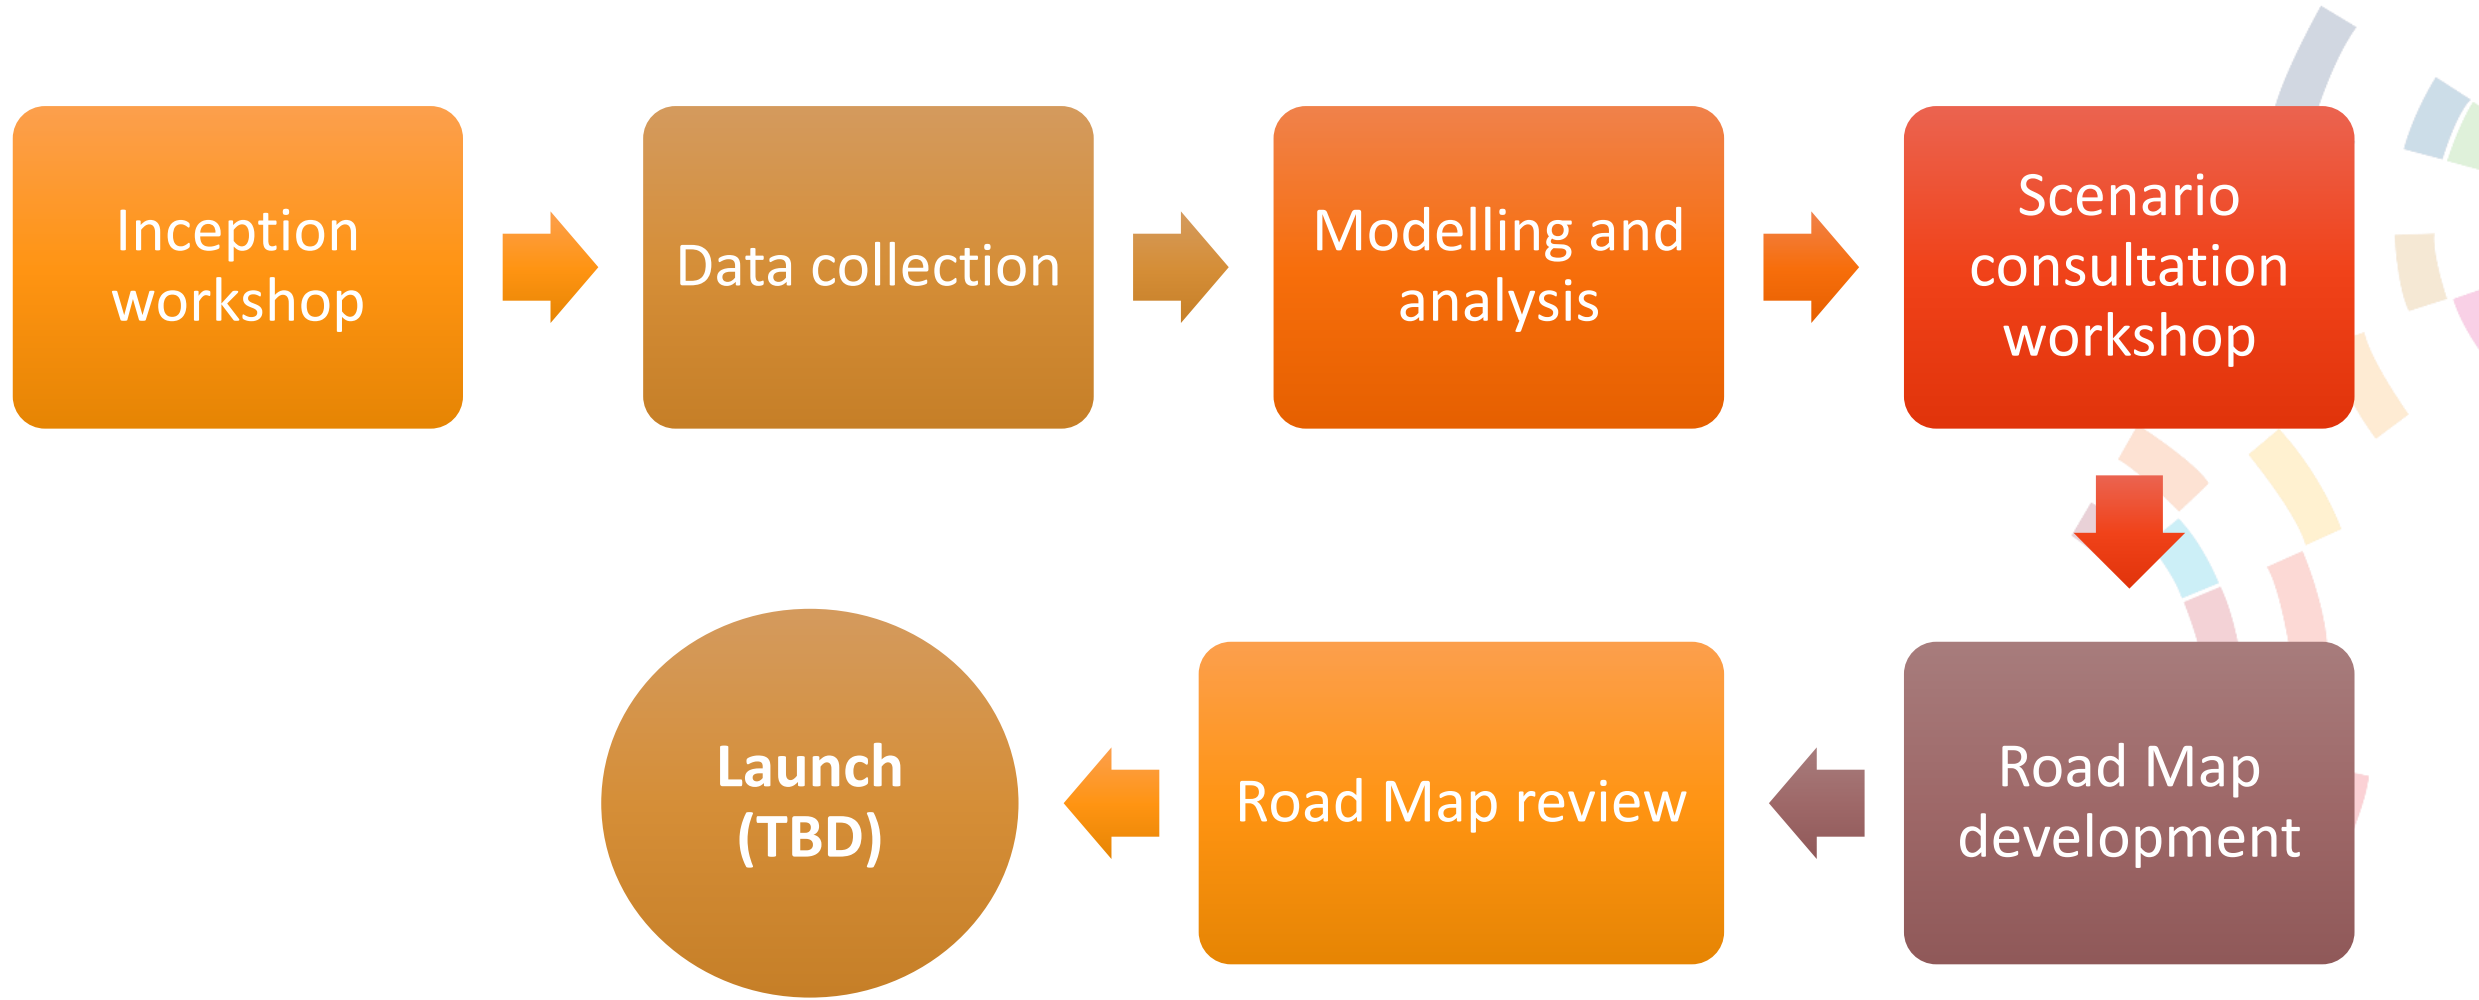 Inception
workshop
Data collection
Modelling and
analysis
Scenario
consultation
workshop
Road Map
development
Road Map review
Launch
(TBD)